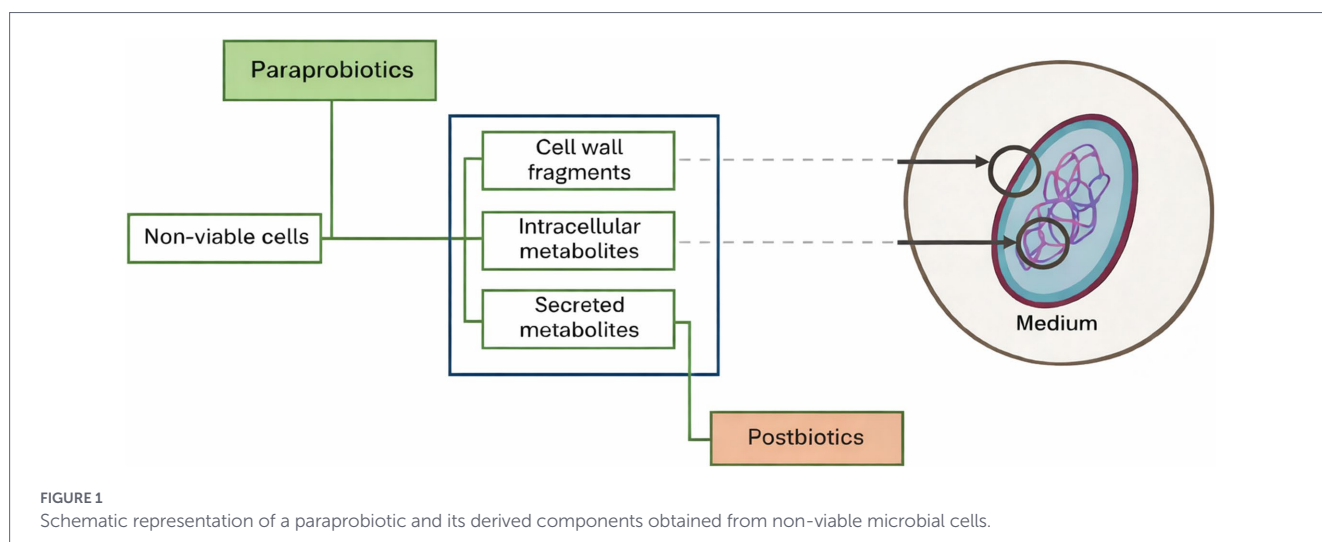 Paraprobiotics
Non-viable cells
Cell wall
fragments
Intracellular
metabolites
Secreted
metabolites
Postbiotics
Medium
FIGURE 1
Schematic representation of a paraprobiotic and its derived components obtained from non-viable microbial cells.